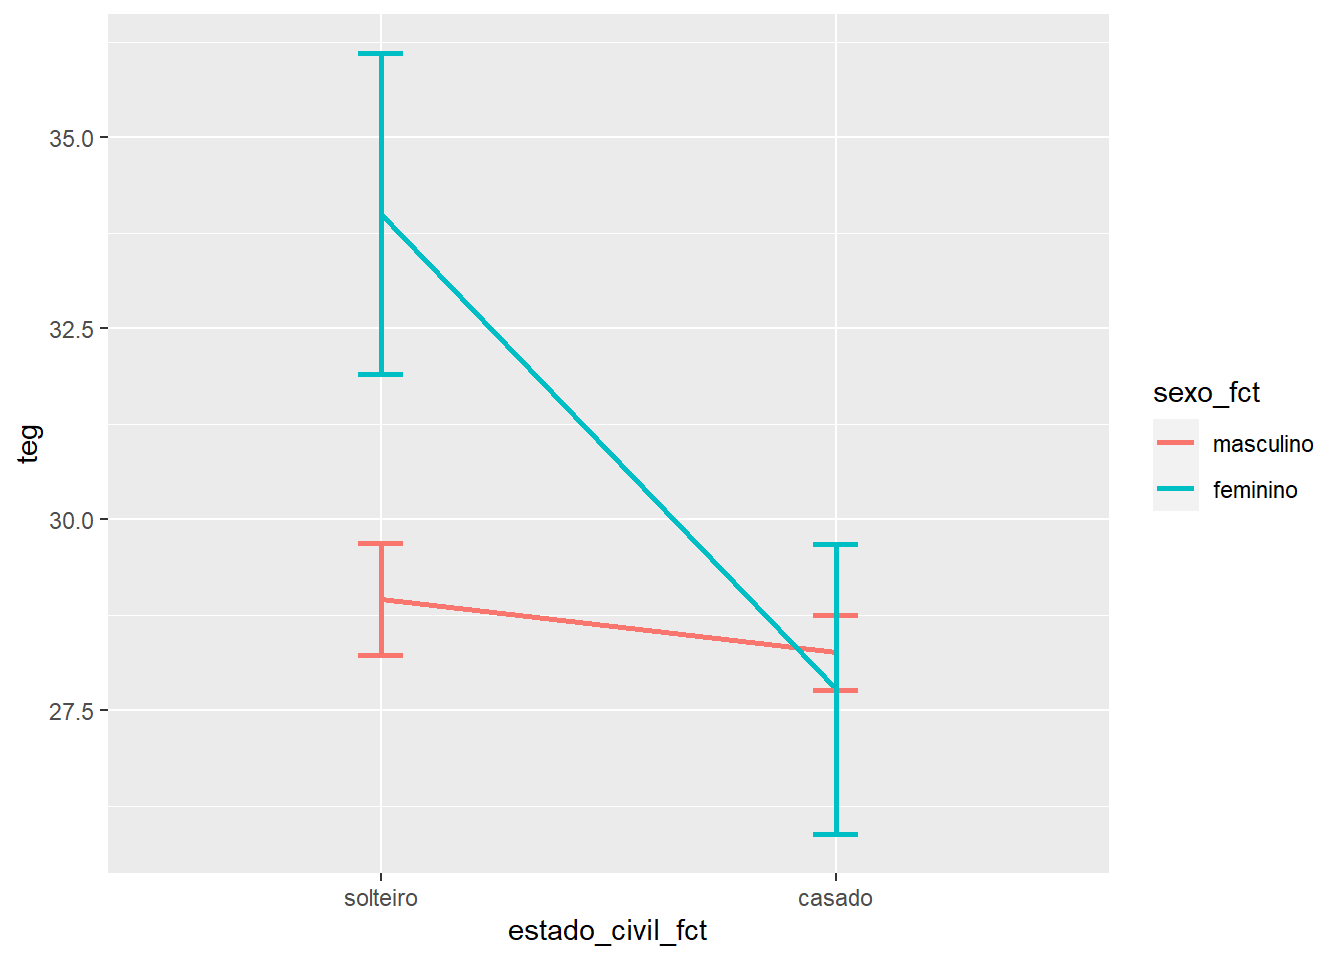 35.0
32.5
30.0
27.5
teg
solteiro
casado
estado_civil_fct
sexo_fct
masculino
feminino